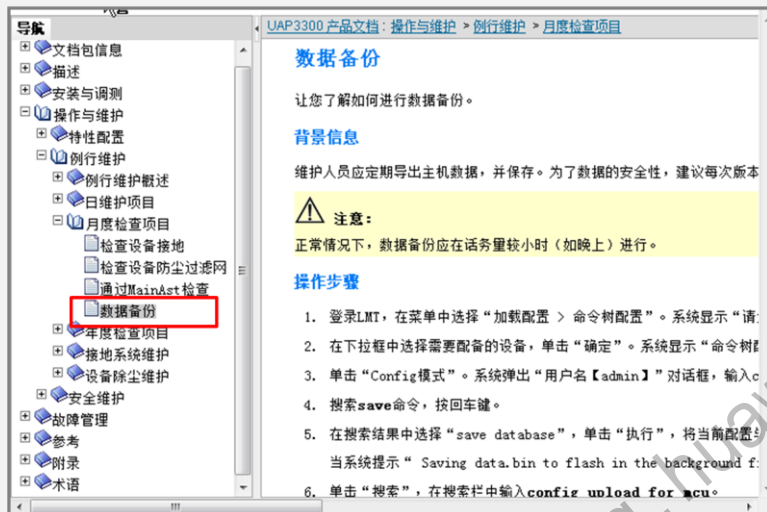 导航
文档包信息
描述
安装与调测
操作与维护
特性配置
例行维护
例行维护概述
日维护项目
月度检查项目
检查设备接地
检查设备防尘过滤网
通过MainAst检查
数据备份
年度检查项目
接地系统维护
设备除尘维护
安全维护
故障管理
参考
附录
术语
UAP3300 产品文档：操作与维护 > 例行维护 > 月度检查项目
数据备份
让您了解如何进行数据备份。
背景信息
维护人员应定期导出主机数据，并保存。为了数据的安全性，建议每次版本
注意：
正常情况下，数据备份应在话务量较小时（如晚上）进行。
操作步骤
1. 登录LMT，在菜单中选择“加载配置 > 命令树配置”。系统显示“请
2. 在下拉框中选择需要配备的设备，单击“确定”。系统显示“命令树
3. 单击“Config模式”。系统弹出“用户名【admin】”对话框，输入c
4. 搜索save命令，按回车键。
5. 在搜索结果中选择“save database”，单击“执行”，将当前配置
当系统提示“ Saving data.bin to flash in the background f
6. 单击“搜索”，在搜索栏中输入config upload for mcu。